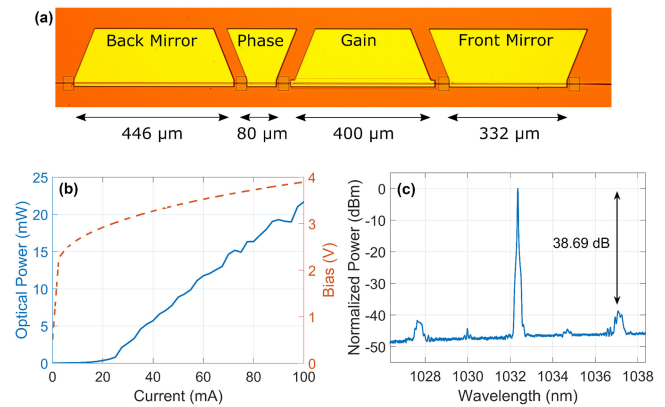 (a)
Back Mirror Phase Gain Front Mirror
446 µm 80 µm 400 µm 332 µm
(b)
Optical Power (mW)
25
20
15
10
5
0
0 20 40 60 80 100
Current (mA)
4
3
2
1
0
Bias (V)
(c)
Normalized Power (dBm)
0
-10
-20
-30
-40
-50
38.69 dB
1028 1030 1032 1034 1036 1038
Wavelength (nm)